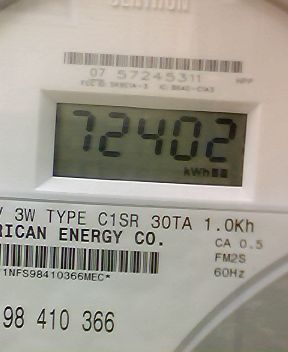 CENTRON
07 57245311
72402
kWh
V 3W TYPE C1SR 30TA 1.0Kh
RICAN ENERGY CO.
CA 0.5
FM2S
60Hz
1NFS98410366MEC*
98 410 366